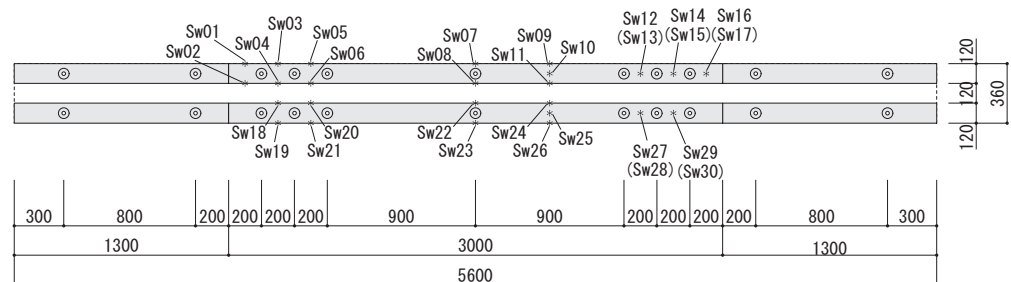 Sw01
Sw02
Sw03
Sw04
Sw05
Sw06
Sw07
Sw08
Sw09
Sw10
Sw11
Sw12
(Sw13)
Sw14
(Sw15)
Sw16
(Sw17)
Sw18
Sw19
Sw20
Sw21
Sw22
Sw23
Sw24
Sw25
Sw26
Sw27
(Sw28)
Sw29
(Sw30)
120
120
120
360
300 800 200 200 200 200 900 900 200 200 200 200 800 300
1300 3000 1300
5600